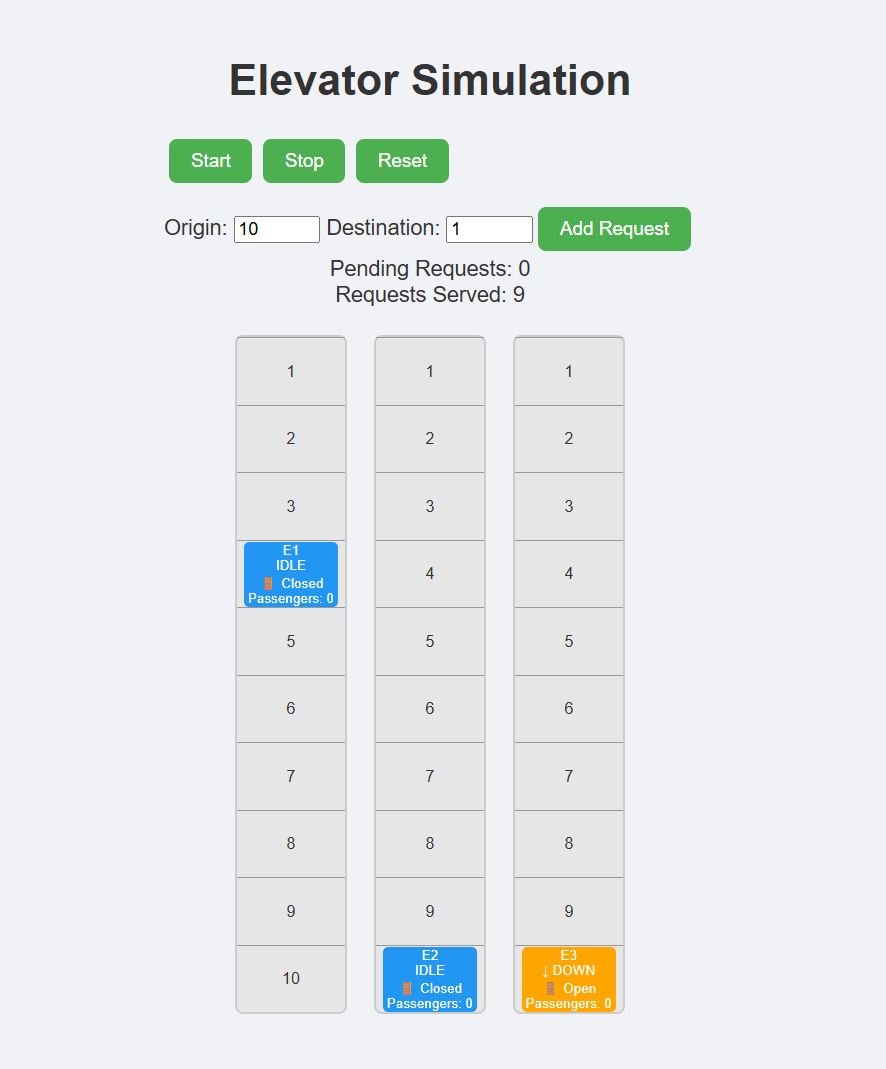 Elevator Simulation
Start Stop Reset
Origin: 10 Destination: 1 Add Request
Pending Requests: 0
Requests Served: 9
1 1 1
2 2 2
3 3 3
E1
IDLE
Closed
Passengers: 0
4 4
5 5 5
6 6 6
7 7 7
8 8 8
9 9 9
10
E2
IDLE
Closed
Passengers: 0
E3
↓ DOWN
Open
Passengers: 0